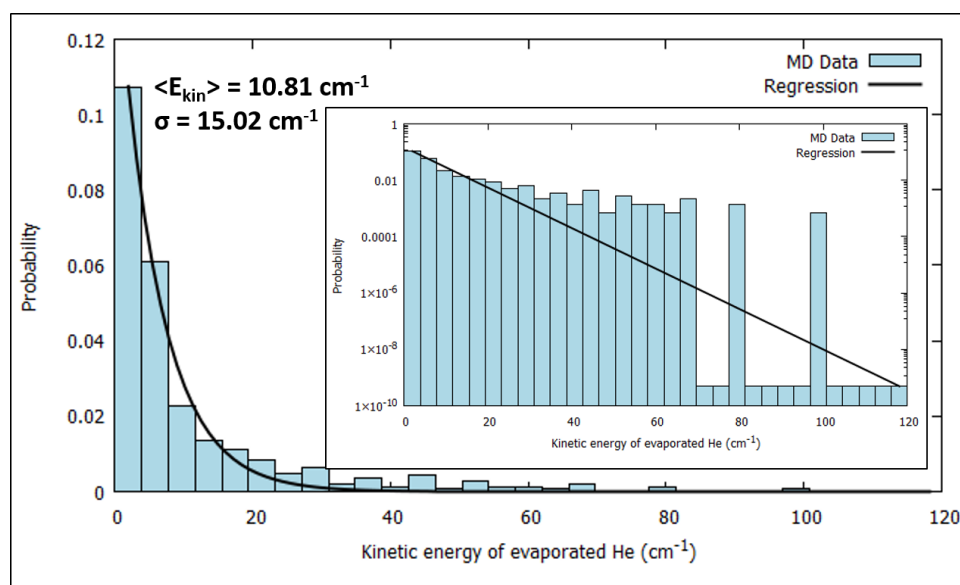 0.12
0.1
0.08
0.06
0.04
0.02
0
Probability
<E_kin> = 10.81 cm⁻¹
σ = 15.02 cm⁻¹
MD Data
Regression
1
0.01
0.0001
1×10⁻⁶
1×10⁻⁸
1×10⁻¹⁰
Probability
MD Data
Regression
0 20 40 60 80 100 120
Kinetic energy of evaporated He (cm⁻¹)
0 20 40 60 80 100 120
Kinetic energy of evaporated He (cm⁻¹)